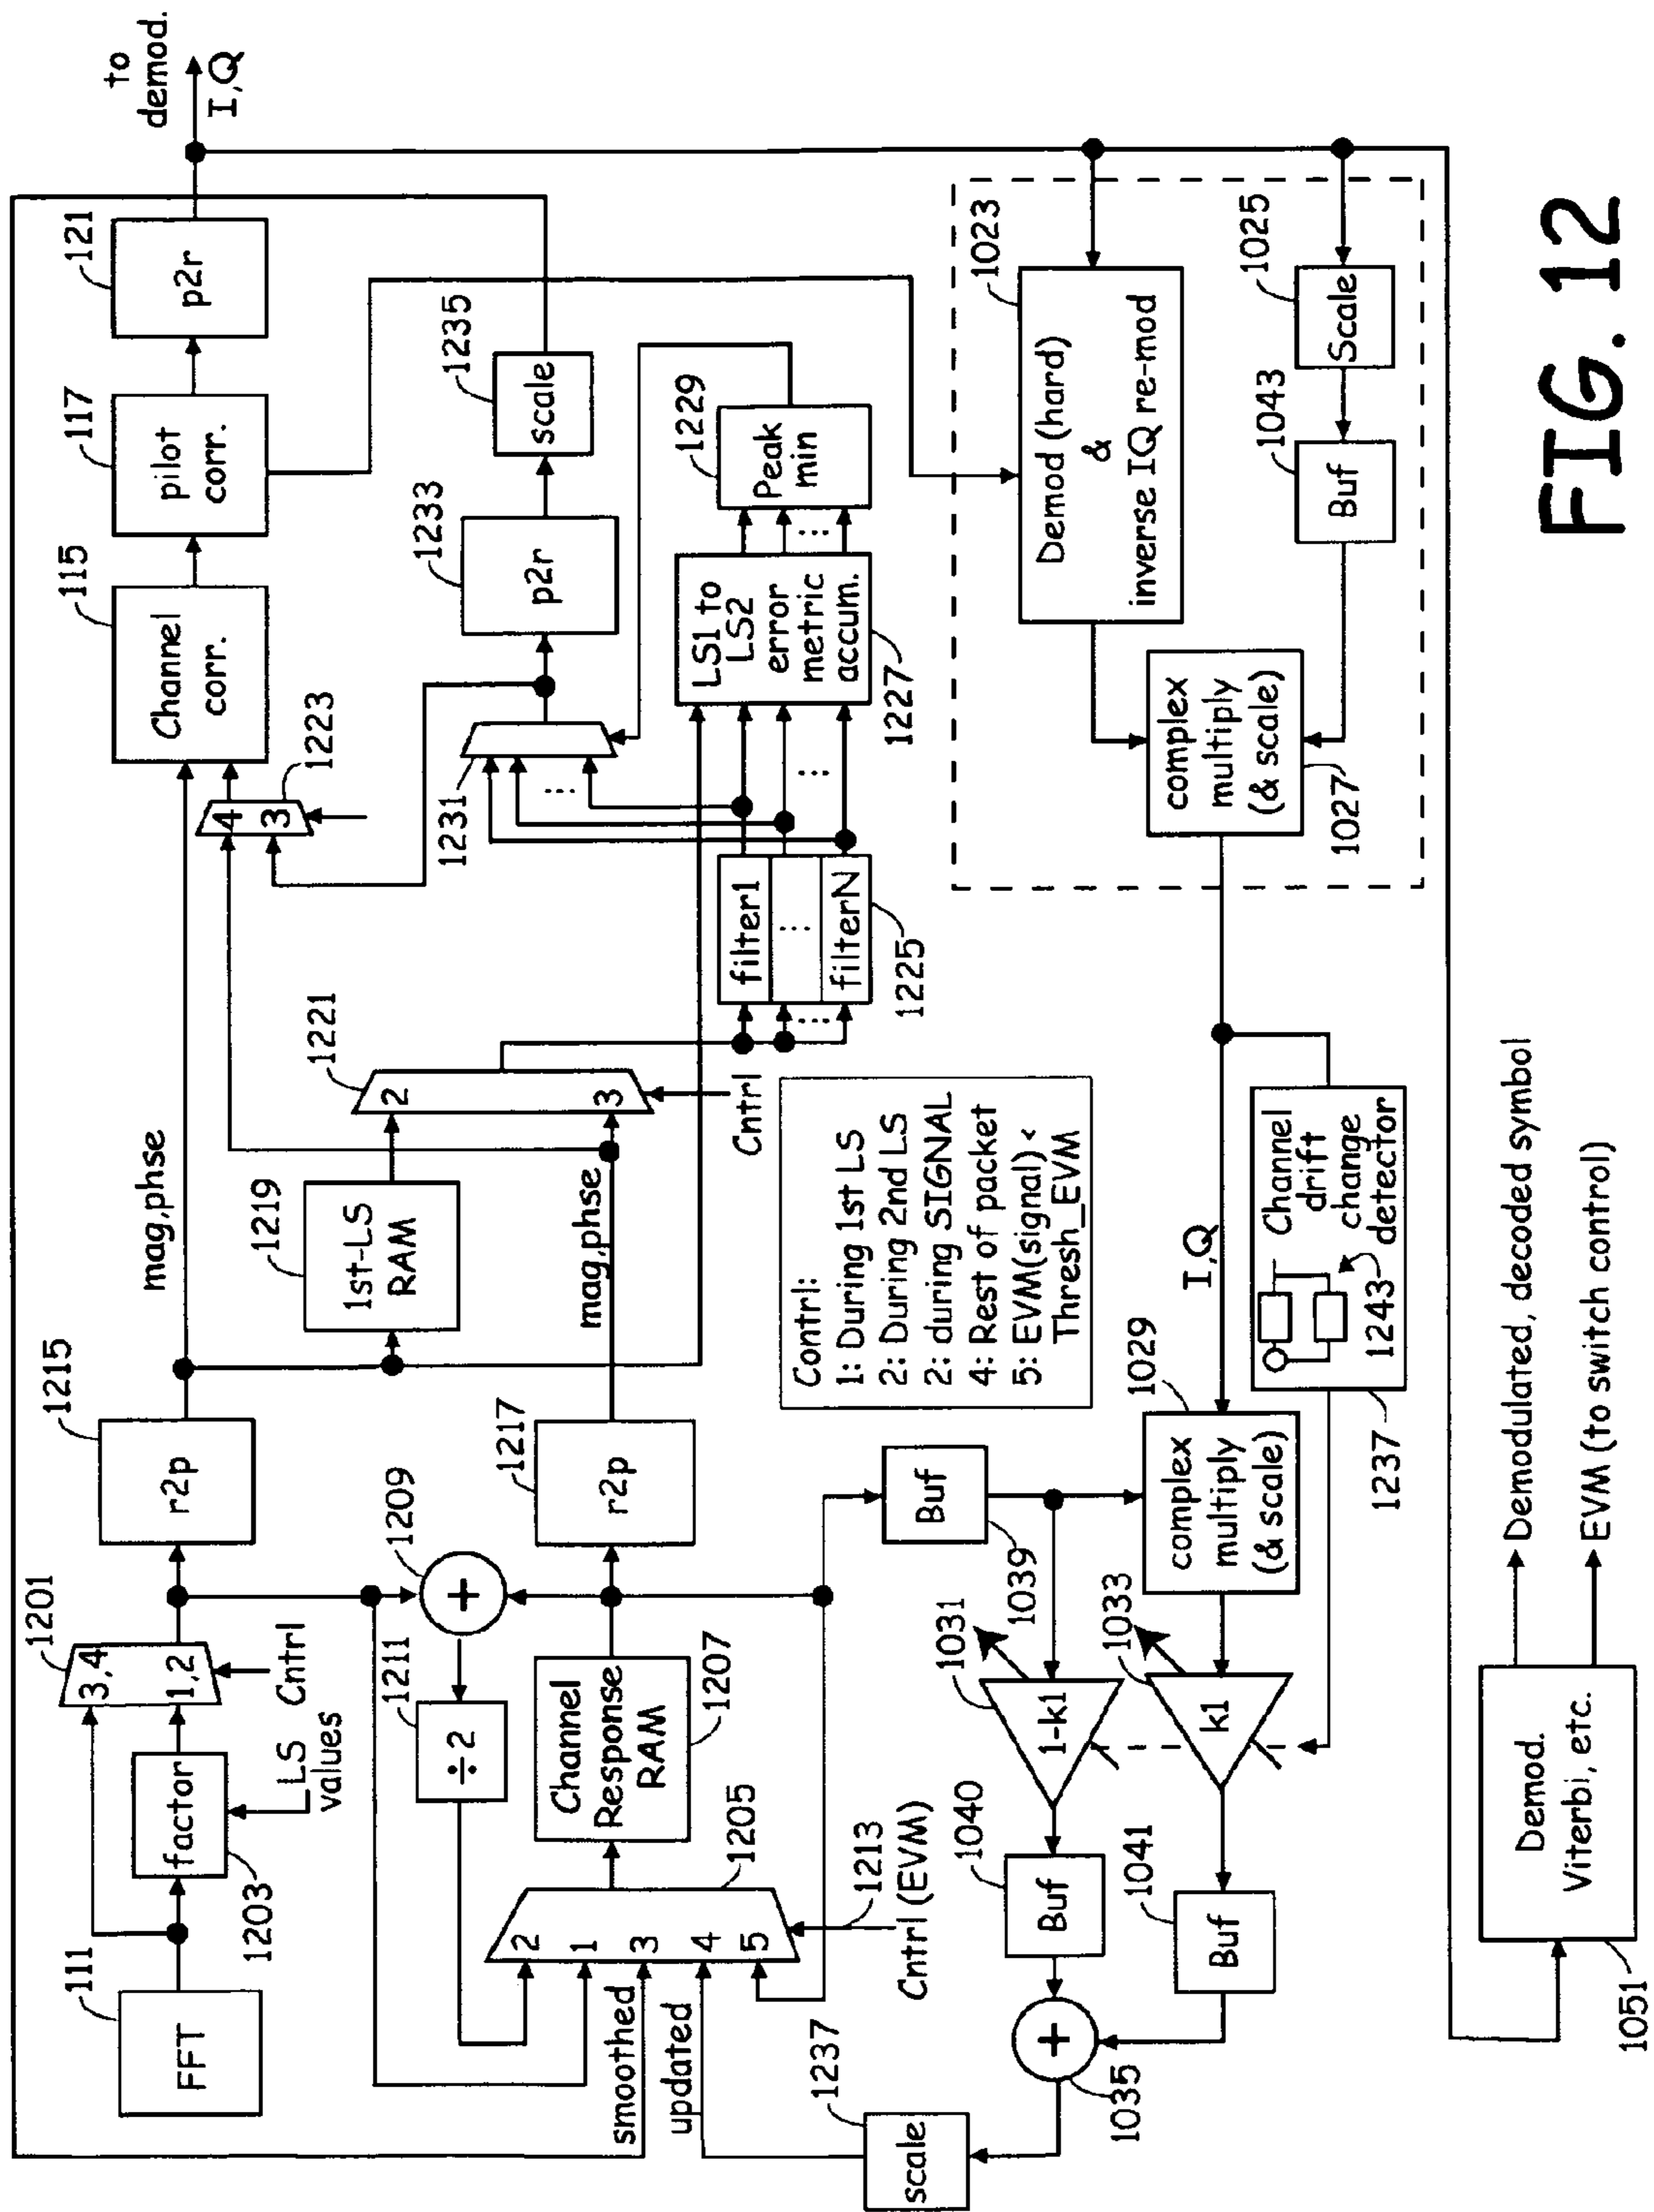 to
demod.
I,Q
121
p2r
117
pilot
corr.
115
Channel
corr.
1223
4
3
mag,phse
1215
r2p
1201
3,4
1,2
Cntrl
LS
values
factor
1203
111
FFT
1235
scale
1233
p2r
1231
1229
Peak
min
LS1 to
LS2
error
metric
accum.
1227
filter1
filterN
1225
1221
2
3
Cntrl
1219
1st-LS
RAM
mag,phse
1217
r2p
1209
+
1211
÷2
Channel
Response
RAM
1207
1205
2
1
3
4
5
smoothed
updated
1213
Cntrl (EVM)
Contrl:
1: During 1st LS
2: During 2nd LS
2: during SIGNAL
4: Rest of packet
5: EVM(signal) <
Thresh_EVM
1023
Demod (hard)
&
inverse IQ re-mod
1025
Scale
1043
Buf
complex
multiply
(& scale)
1027
I,Q
Channel
drift
change
detector
1243
1237
1029
complex
multiply
(& scale)
Buf
1039
1031
1-k1
1033
k1
1040
Buf
1041
Buf
+
1035
1237
scale
Demod.
Viterbi, etc.
1051
Demodulated, decoded symbol
EVM (to switch control)
FIG. 12